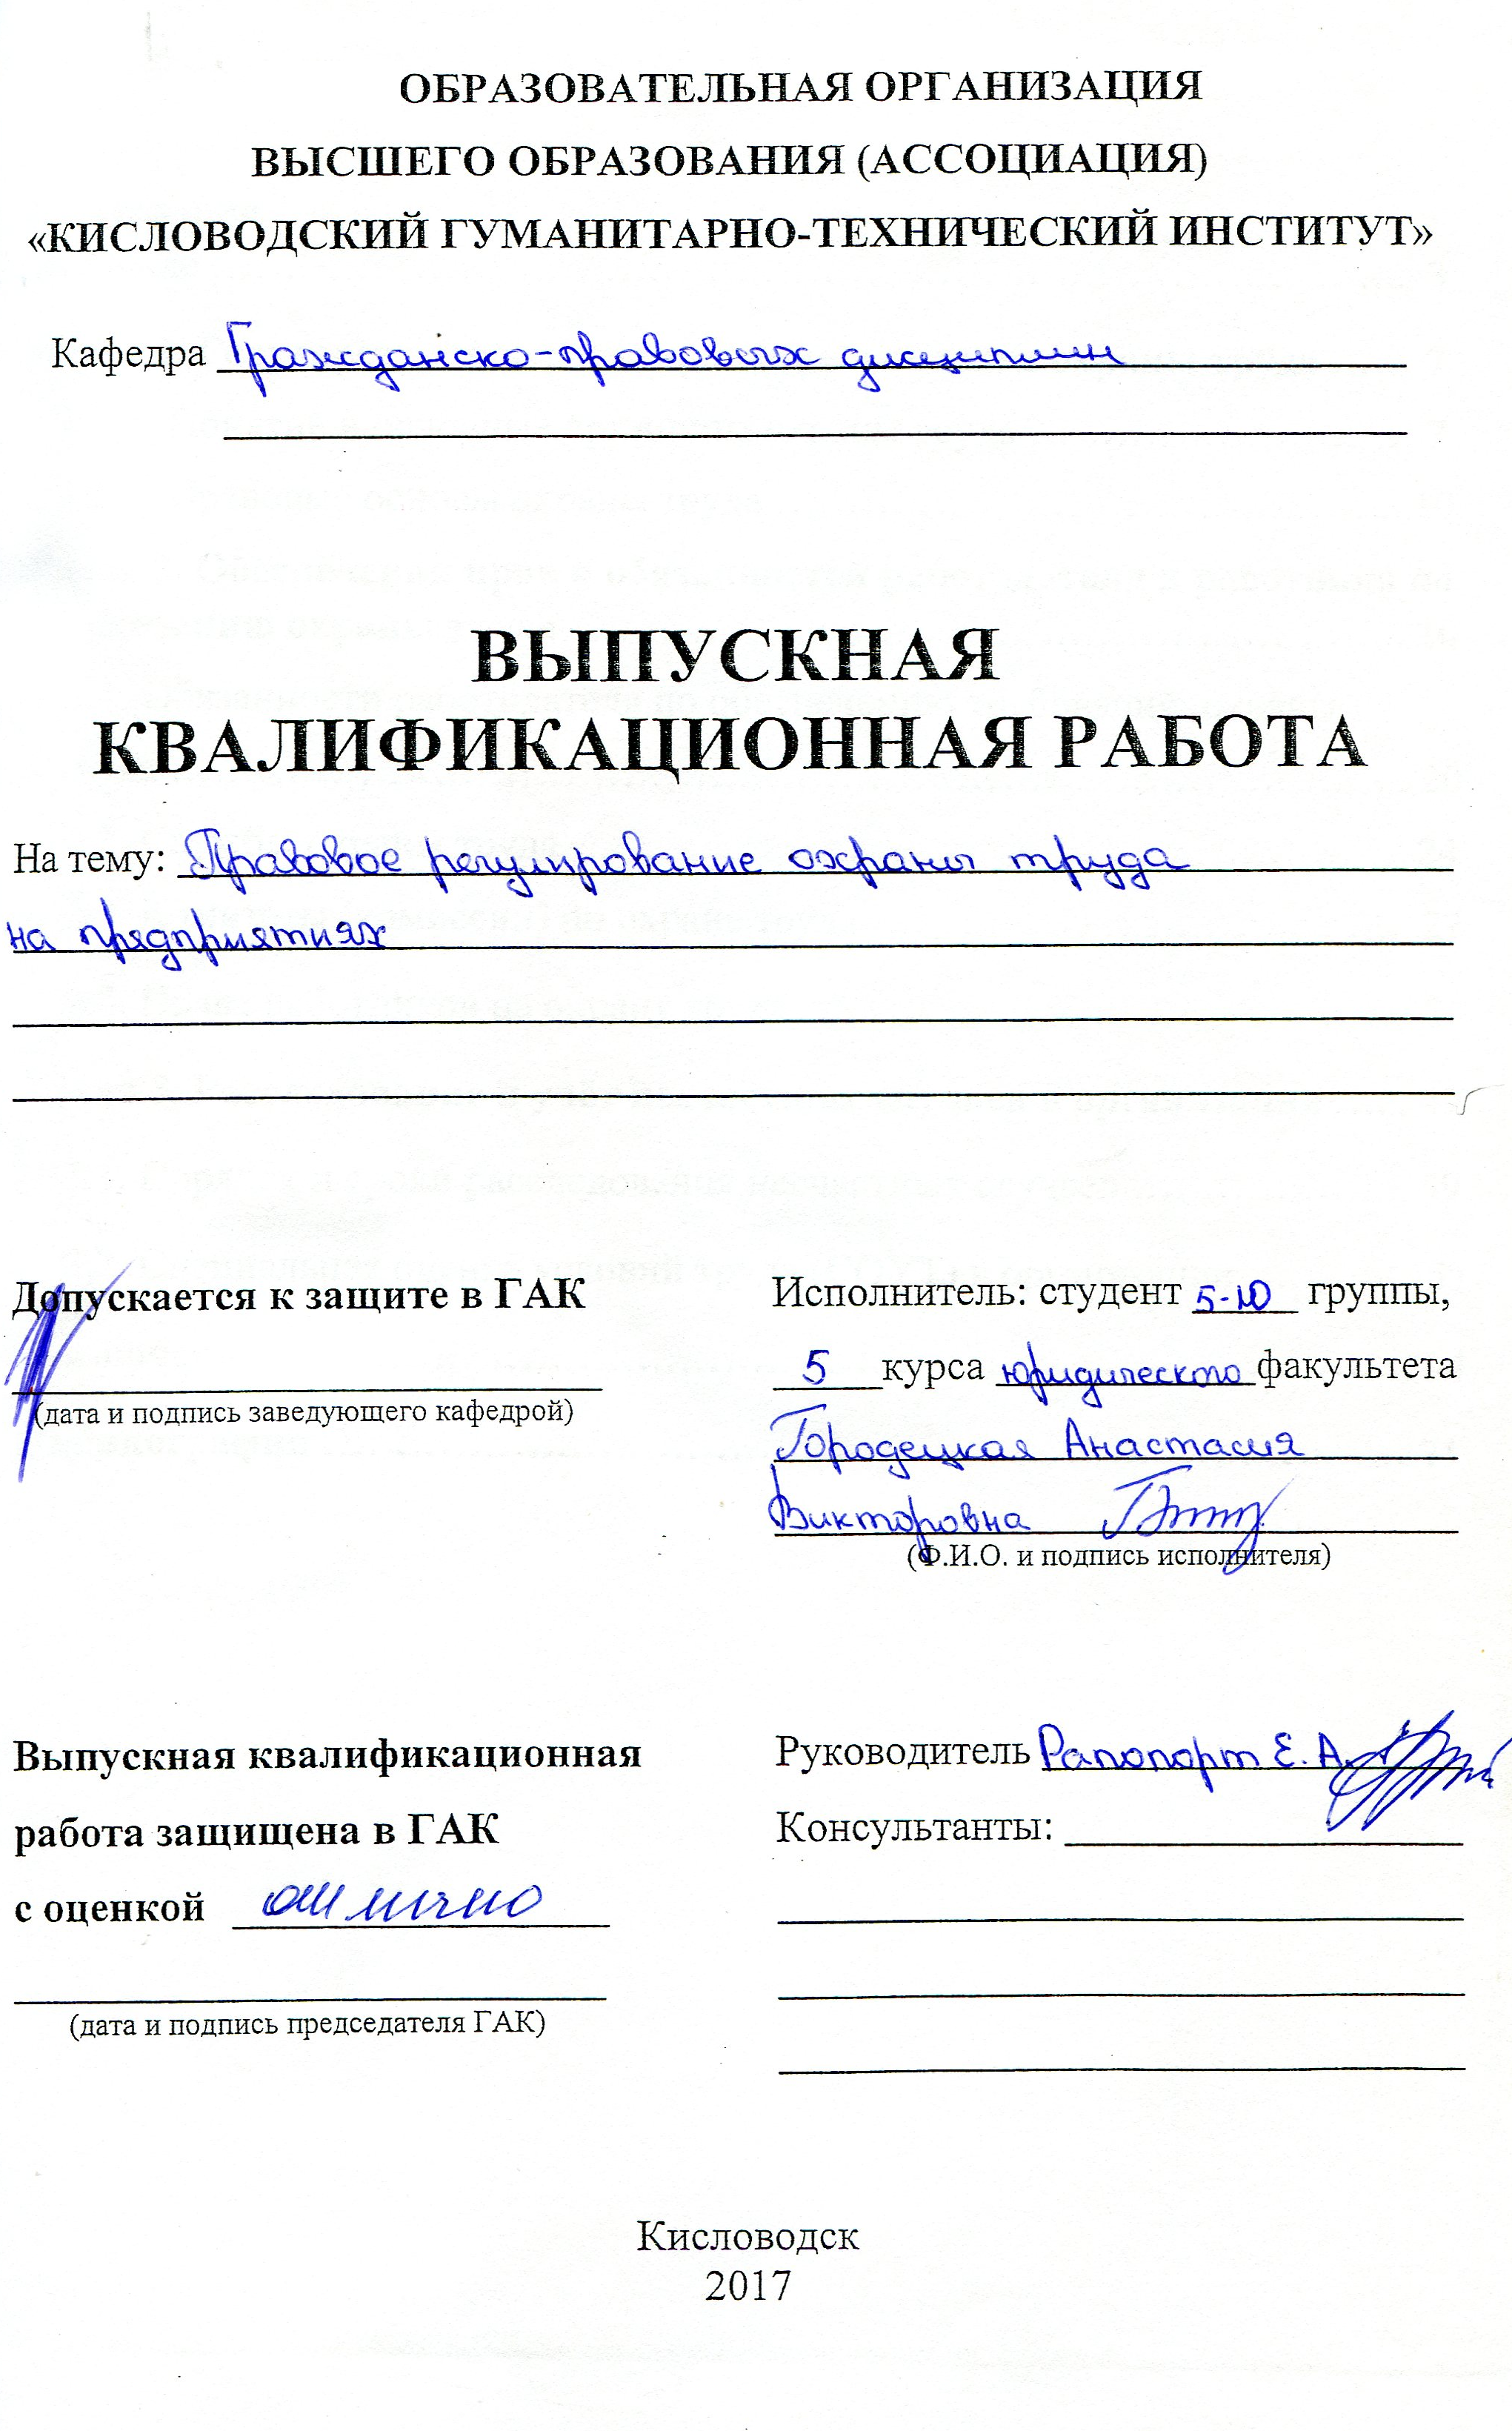 ОБРАЗОВАТЕЛЬНАЯ ОРГАНИЗАЦИЯ
ВЫСШЕГО ОБРАЗОВАНИЯ (АССОЦИАЦИЯ)
«КИСЛОВОДСКИЙ ГУМАНИТАРНО-ТЕХНИЧЕСКИЙ ИНСТИТУТ»
Кафедра Гражданско-правовых дисциплин
ВЫПУСКНАЯ
КВАЛИФИКАЦИОННАЯ РАБОТА
На тему: Правовое регулирование охраны труда
на предприятиях
Допускается к защите в ГАК
(дата и подпись заведующего кафедрой)
Исполнитель: студент 5-Ю группы,
5 курса юридического факультета
Городецкая Анастасия
Викторовна
(Ф.И.О. и подпись исполнителя)
Выпускная квалификационная
работа защищена в ГАК
с оценкой отлично
(дата и подпись председателя ГАК)
Руководитель Рапопорт Е. А.
Консультанты:
Кисловодск
2017